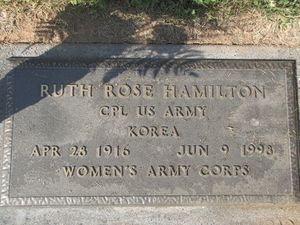 RUTH ROSE HAMILTON
CPL US ARMY
KOREA
APR 28 1916 JUN 9 1998
WOMEN'S ARMY CORPS